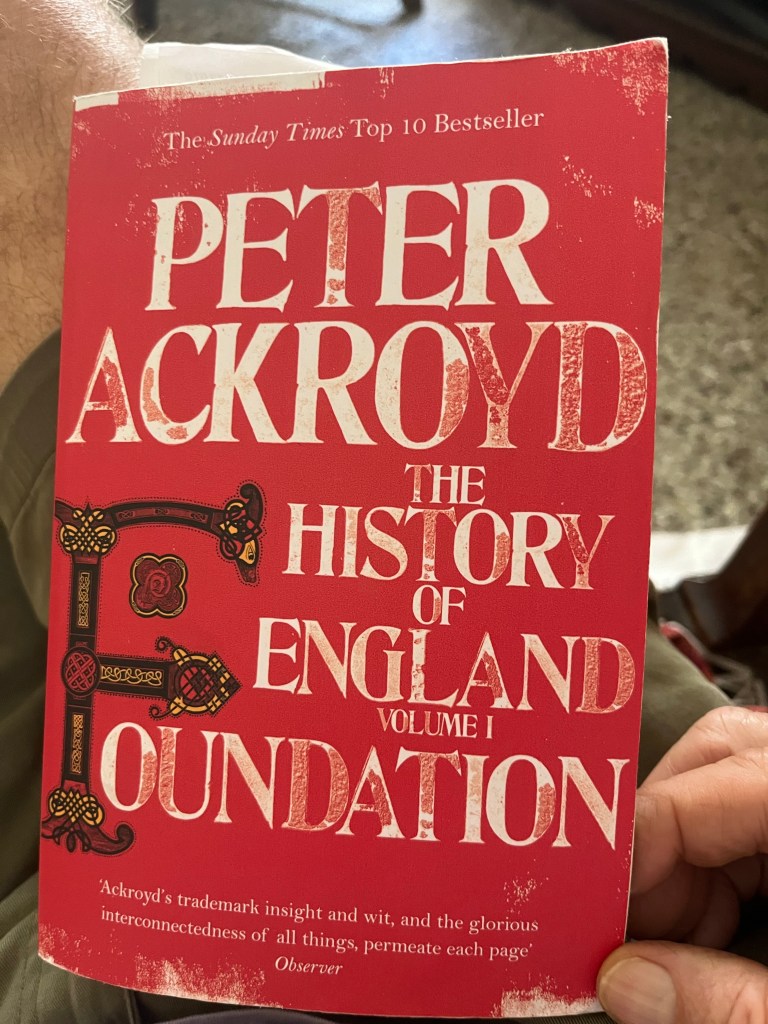 The Sunday Times Top 10 Bestseller
PETER
ACKROYD
THE
HISTORY
OF
ENGLAND
VOLUME I
FOUNDATION
'Ackroyd's trademark insight and wit, and the glorious
interconnectedness of all things, permeate each page'
Observer